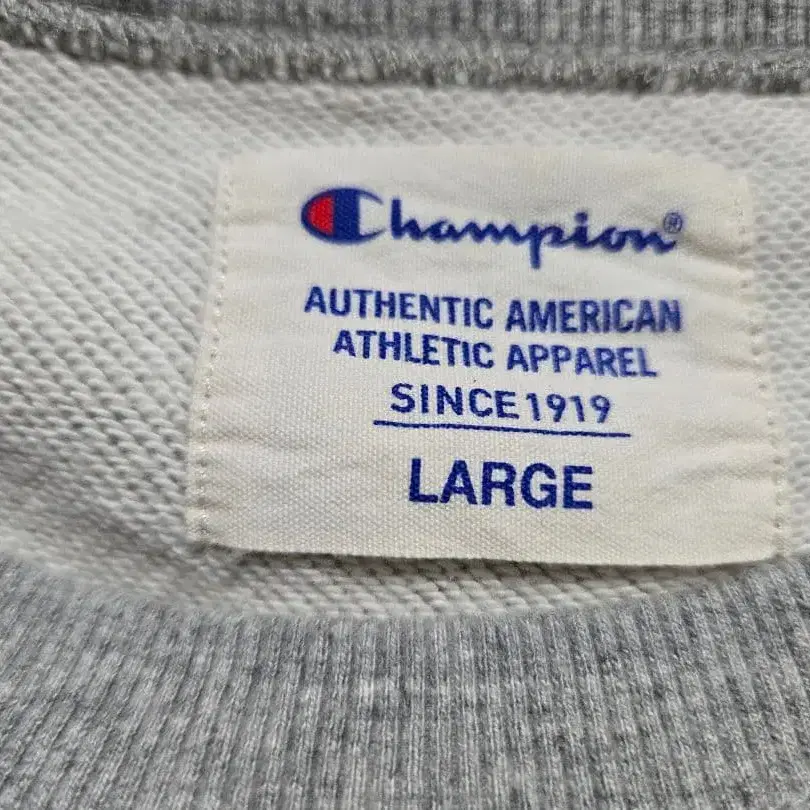 Champion®
AUTHENTIC AMERICAN
ATHLETIC APPAREL
SINCE 1919
LARGE